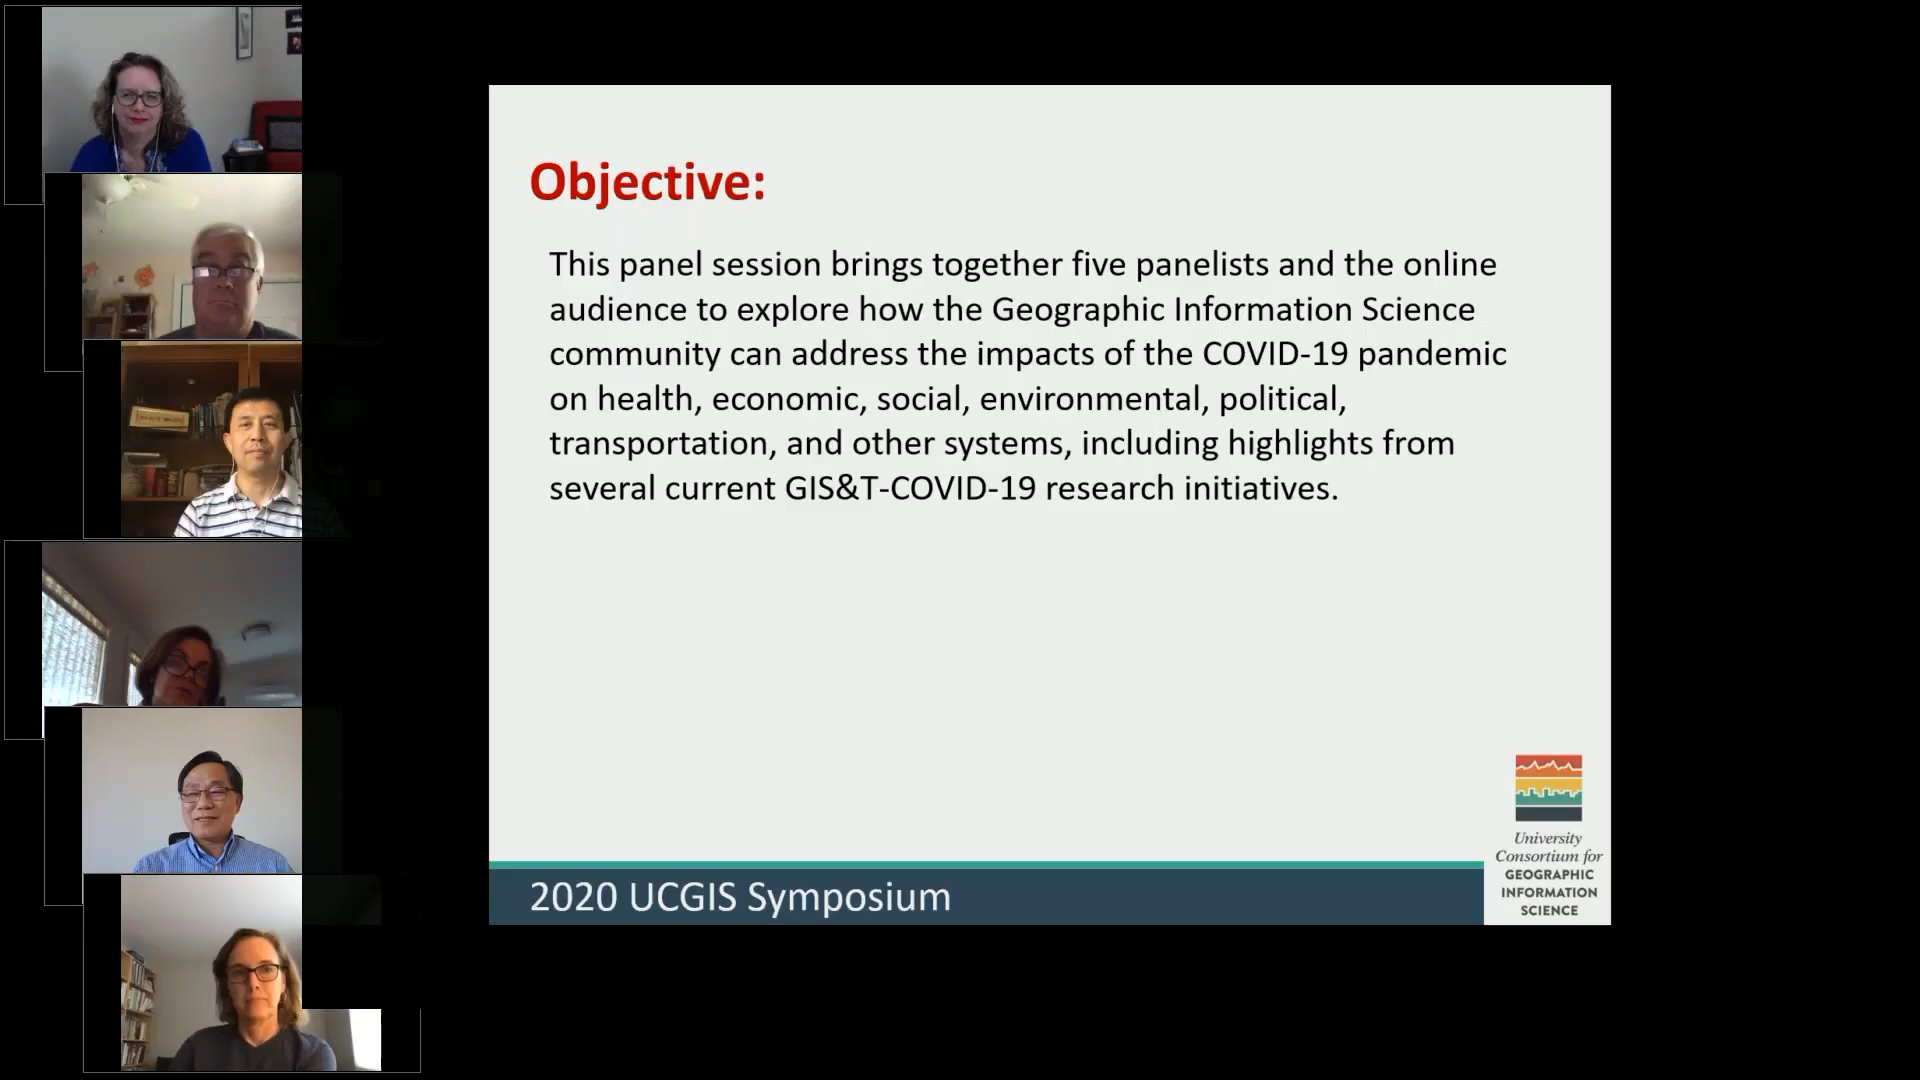 Objective:
This panel session brings together five panelists and the online
audience to explore how the Geographic Information Science
community can address the impacts of the COVID-19 pandemic
on health, economic, social, environmental, political,
transportation, and other systems, including highlights from
several current GIS&T-COVID-19 research initiatives.
2020 UCGIS Symposium
University
Consortium for
GEOGRAPHIC
INFORMATION
SCIENCE